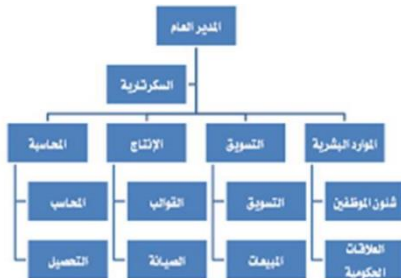 المدير العام
السكرتارية
الموارد البشرية
التسويق
الإنتاج
المحاسبة
شئون الموظفين
التسويق
القوالب
المحاسب
العلاقات
الحكومية
المبيعات
الصيانة
التحصيل